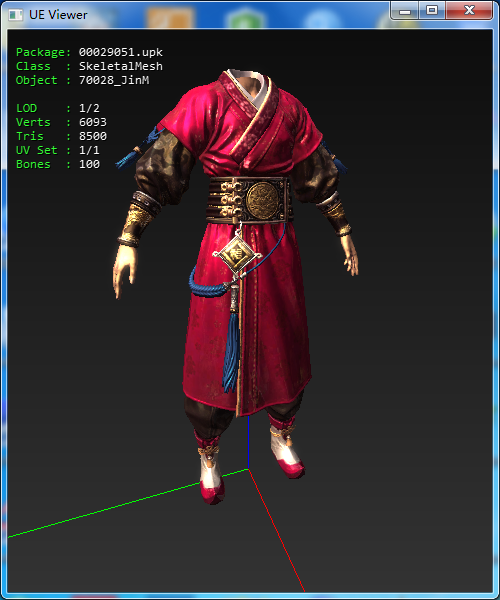 UE Viewer
Package: 00029051.upk
Class : SkeletalMesh
Object : 70028_JinM
LOD : 1/2
Verts : 6093
Tris : 8500
UV Set : 1/1
Bones : 100